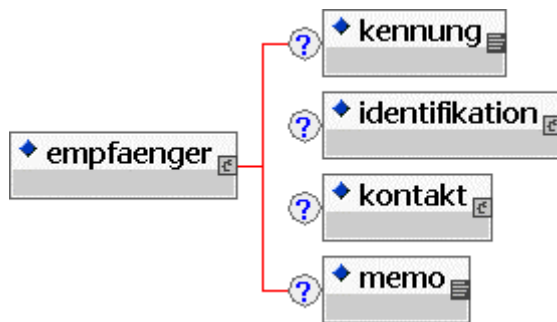 kennung
?
identifikation
?
empfaenger
kontakt
?
memo
?